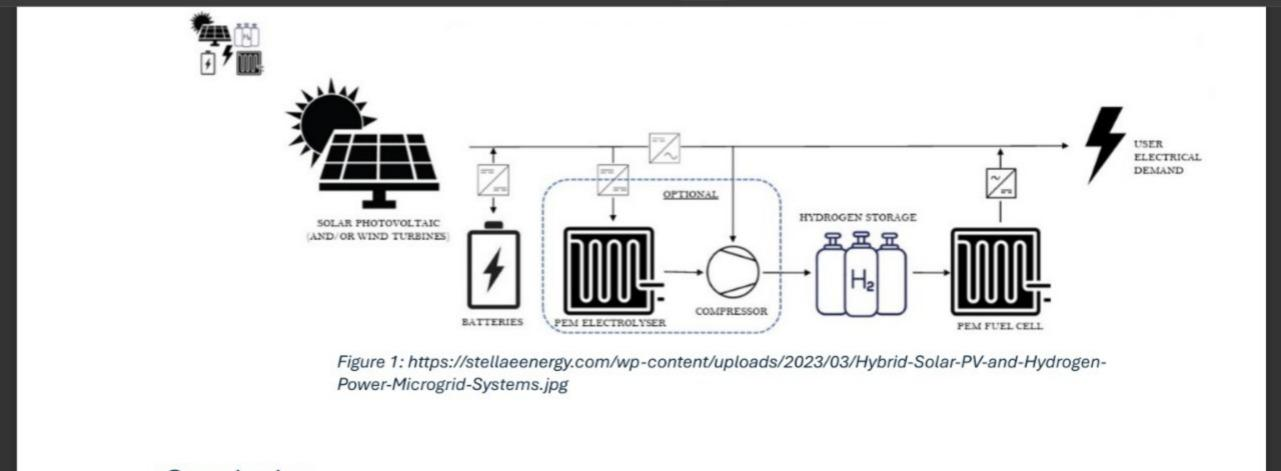 USER
ELECTRICAL
DEMAND
OPTIONAL
SOLAR PHOTOVOLTAIC
(AND/OR WIND TURBINES)
HYDROGEN STORAGE
H2
BATTERIES
PEM ELECTROLYSER
COMPRESSOR
PEM FUEL CELL
Figure 1: https://stellaeenergy.com/wp-content/uploads/2023/03/Hybrid-Solar-PV-and-Hydrogen-
Power-Microgrid-Systems.jpg